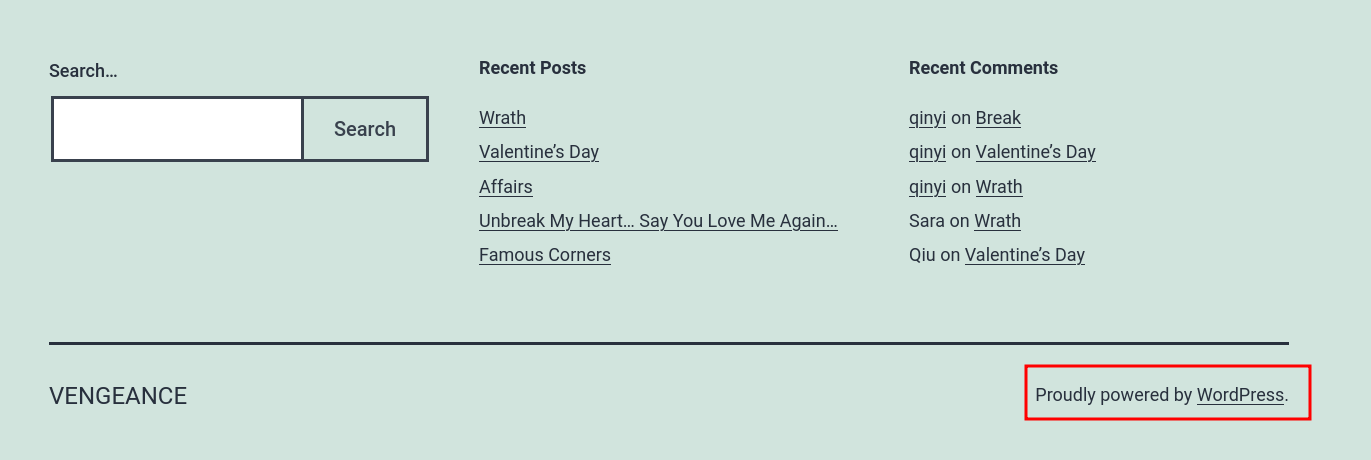 Search…
Search
Recent Posts
Wrath
Valentine’s Day
Affairs
Unbreak My Heart… Say You Love Me Again…
Famous Corners
Recent Comments
qinyi on Break
qinyi on Valentine’s Day
qinyi on Wrath
Sara on Wrath
Qiu on Valentine’s Day
VENGEANCE
Proudly powered by WordPress.